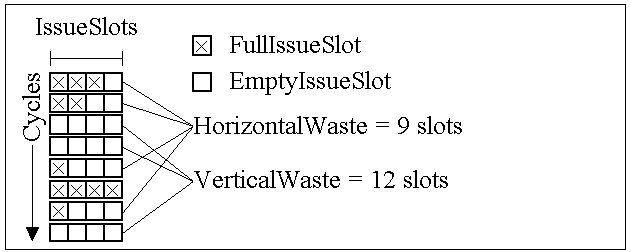 IssueSlots
FullIssueSlot
EmptyIssueSlot
Cycles
HorizontalWaste = 9 slots
VerticalWaste = 12 slots